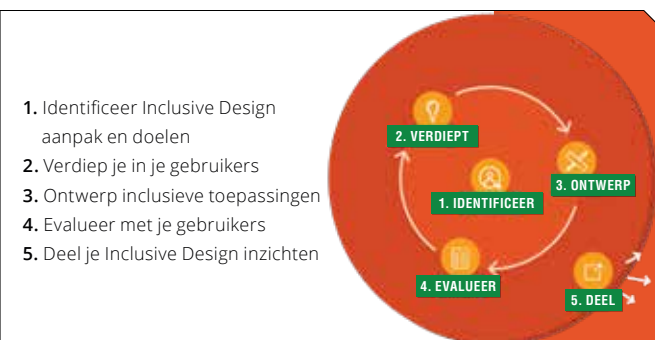 1. Identificeer Inclusive Design
aanpak en doelen
2. Verdiep je in je gebruikers
3. Ontwerp inclusieve toepassingen
4. Evalueer met je gebruikers
5. Deel je Inclusive Design inzichten
2. VERDIEPT
3. ONTWERP
1. IDENTIFICEER
4. EVALUEER
5. DEEL